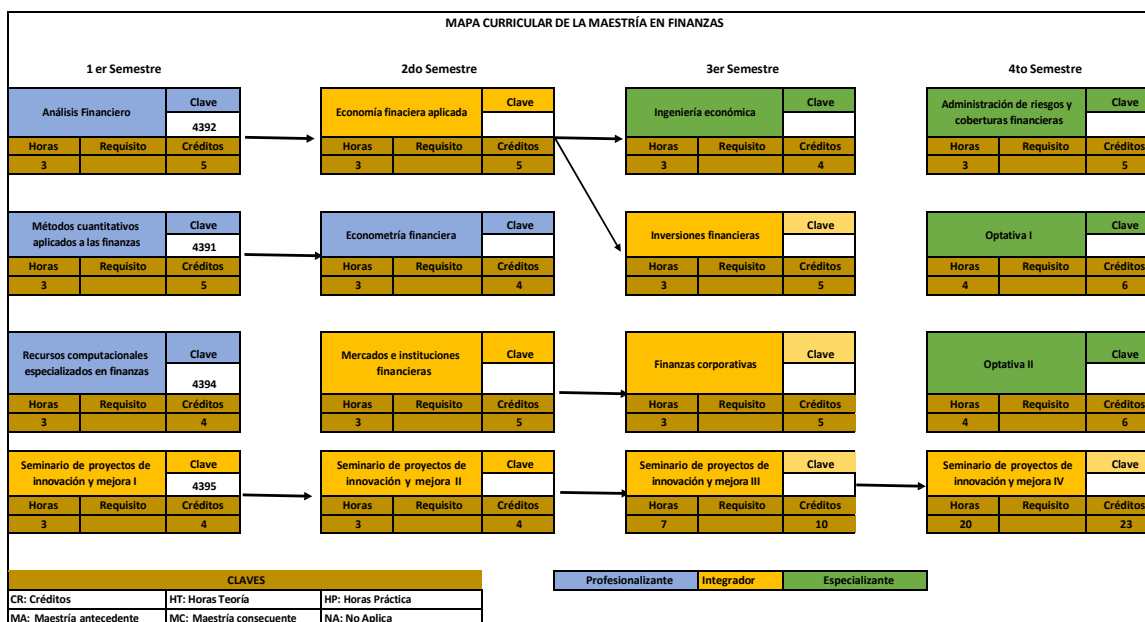 MAPA CURRICULAR DE LA MAESTRÍA EN FINANZAS
1 er Semestre 2do Semestre 3er Semestre 4to Semestre
Análisis Financiero Clave Economía finaciera aplicada Clave Ingeniería económica Clave Administración de riesgos y coberturas financieras Clave
4392
Horas Requisito Créditos Horas Requisito Créditos Horas Requisito Créditos Horas Requisito Créditos
3 5 3 5 3 4 3 5
Métodos cuantitativos aplicados a las finanzas Clave Econometría financiera Clave Inversiones financieras Clave Optativa I Clave
4391
Horas Requisito Créditos Horas Requisito Créditos Horas Requisito Créditos Horas Requisito Créditos
3 5 3 4 3 5 4 6
Recursos computacionales especializados en finanzas Clave Mercados e instituciones financieras Clave Finanzas corporativas Clave Optativa II Clave
4394
Horas Requisito Créditos Horas Requisito Créditos Horas Requisito Créditos Horas Requisito Créditos
3 4 3 5 3 5 4 6
Seminario de proyectos de innovación y mejora I Clave Seminario de proyectos de innovación y mejora II Clave Seminario de proyectos de innovación y mejora III Clave Seminario de proyectos de innovación y mejora IV Clave
4395
Horas Requisito Créditos Horas Requisito Créditos Horas Requisito Créditos Horas Requisito Créditos
3 4 3 4 7 10 20 23
CLAVES Profesionalizante Integrador Especializante
CR: Créditos HT: Horas Teoría HP: Horas Práctica
MA: Maestría antecedente MC: Maestría consecuente NA: No Aplica